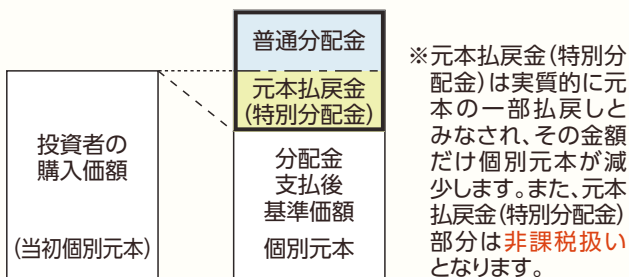 普通分配金
元本払戻金
(特別分配金)
投資者の
購入価額
(当初個別元本)
分配金
支払後
基準価額
個別元本
※元本払戻金(特別分
配金)は実質的に元
本の一部払戻しと
みなされ、その金額
だけ個別元本が減
少します。また、元本
払戻金(特別分配金)
部分は非課税扱い
となります。